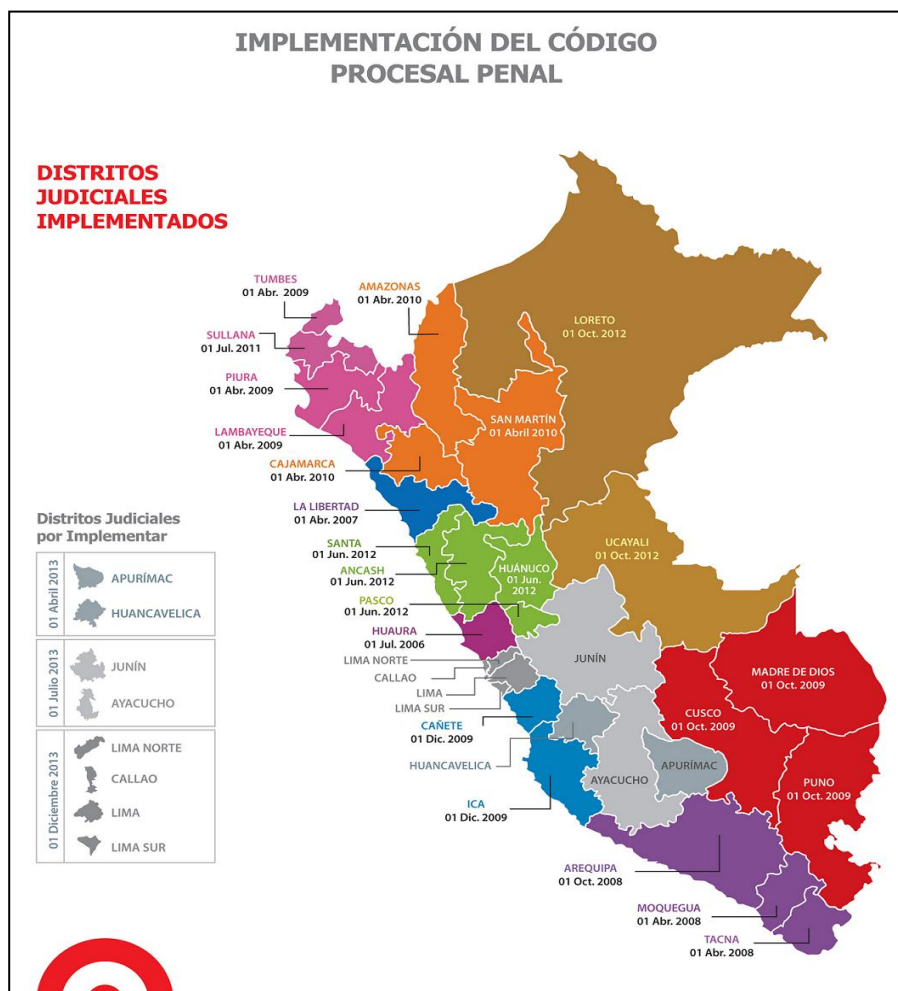 IMPLEMENTACIÓN DEL CÓDIGO
PROCESAL PENAL
DISTRITOS
JUDICIALES
IMPLEMENTADOS
TUMBES
01 Abr. 2009
AMAZONAS
01 Abr. 2010
SULLANA
01 Jul. 2011
LORETO
01 Oct. 2012
PIURA
01 Abr. 2009
LAMBAYEQUE
01 Abr. 2009
SAN MARTÍN
01 Abril 2010
CAJAMARCA
01 Abr. 2010
LA LIBERTAD
01 Abr. 2007
SANTA
01 Jun. 2012
ANCASH
01 Jun. 2012
HUÁNUCO
01 Jun.
2012
UCAYALI
01 Oct. 2012
PASCO
01 Jun. 2012
HUAURA
01 Jul. 2006
LIMA NORTE
CALLAO
LIMA
LIMA SUR
JUNÍN
MADRE DE DIOS
01 Oct. 2009
CUSCO
01 Oct. 2009
CAÑETE
01 Dic. 2009
HUANCAVELICA
AYACUCHO
APURÍMAC
PUNO
01 Oct. 2009
ICA
01 Dic. 2009
AREQUIPA
01 Oct. 2008
MOQUEGUA
01 Abr. 2008
TACNA
01 Abr. 2008
Distritos Judiciales
por Implementar
01 Abril 2013
APURÍMAC
HUANCAVELICA
01 Julio 2013
JUNÍN
AYACUCHO
01 Diciembre 2013
LIMA NORTE
CALLAO
LIMA
LIMA SUR